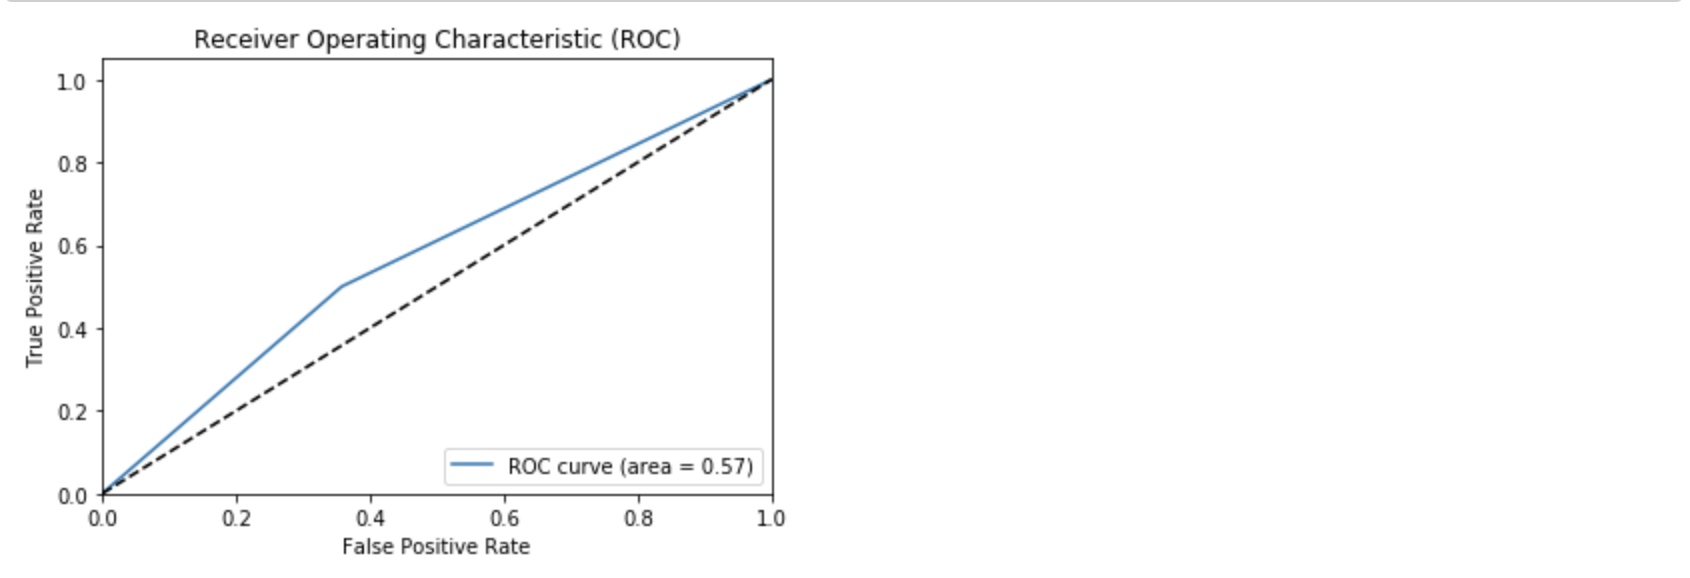 Receiver Operating Characteristic (ROC)
1.0
0.8
0.6
0.4
0.2
0.0
True Positive Rate
ROC curve (area = 0.57)
0.0 0.2 0.4 0.6 0.8 1.0
False Positive Rate